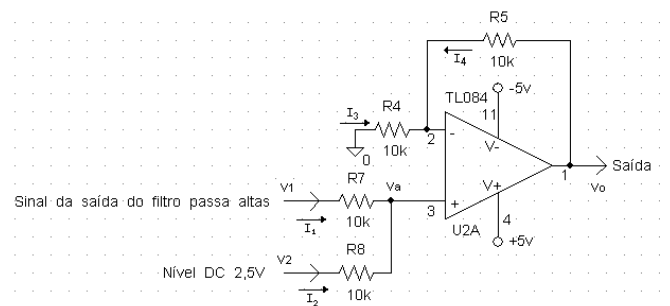 R5
I4
10k
TL084
-5v
11
R4
I3
10k
0
2
-
V-
V+
+
3
1
Saída
Vo
4
U2A
+5v
Sinal da saída do filtro passa altas
V1
I1
R7
10k
Va
Nível DC 2,5V
V2
I2
R8
10k